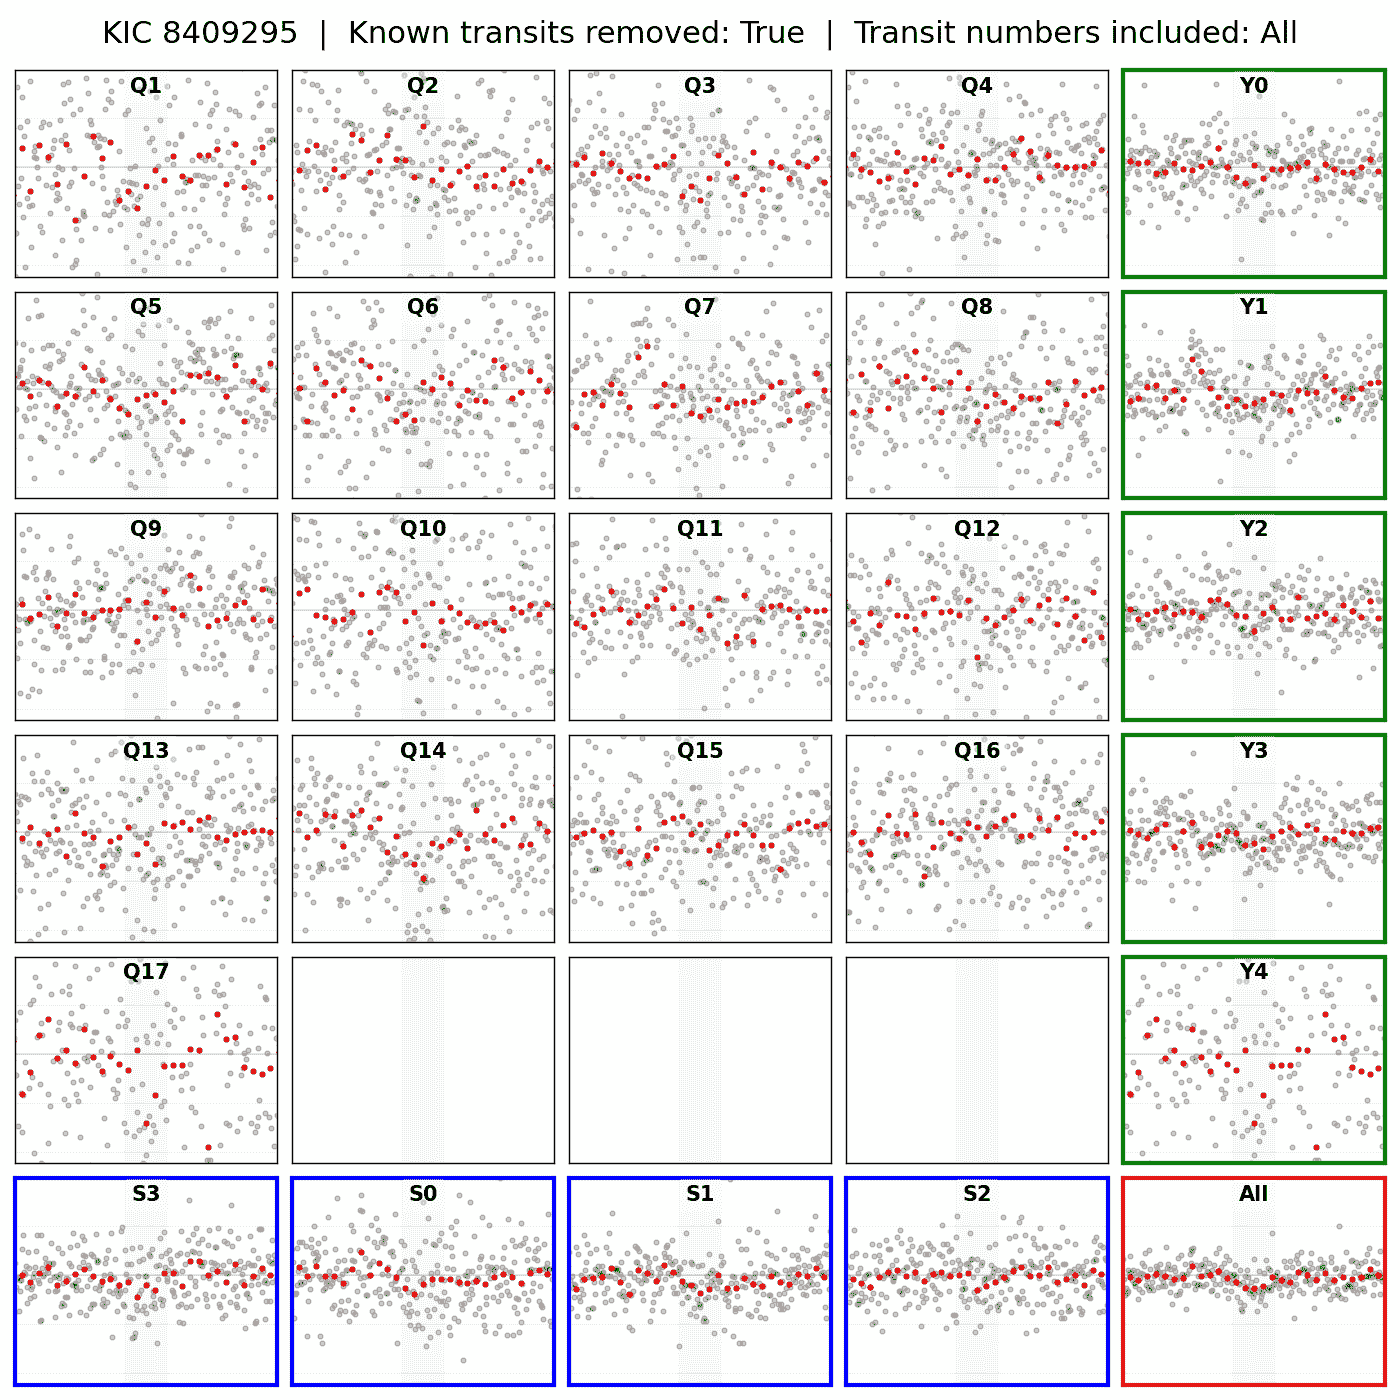 KIC 8409295 | Known transits removed: True | Transit numbers included: All
Q1 Q2 Q3 Q4 Y0
Q5 Q6 Q7 Q8 Y1
Q9 Q10 Q11 Q12 Y2
Q13 Q14 Q15 Q16 Y3
Q17 Y4
S3 S0 S1 S2 All